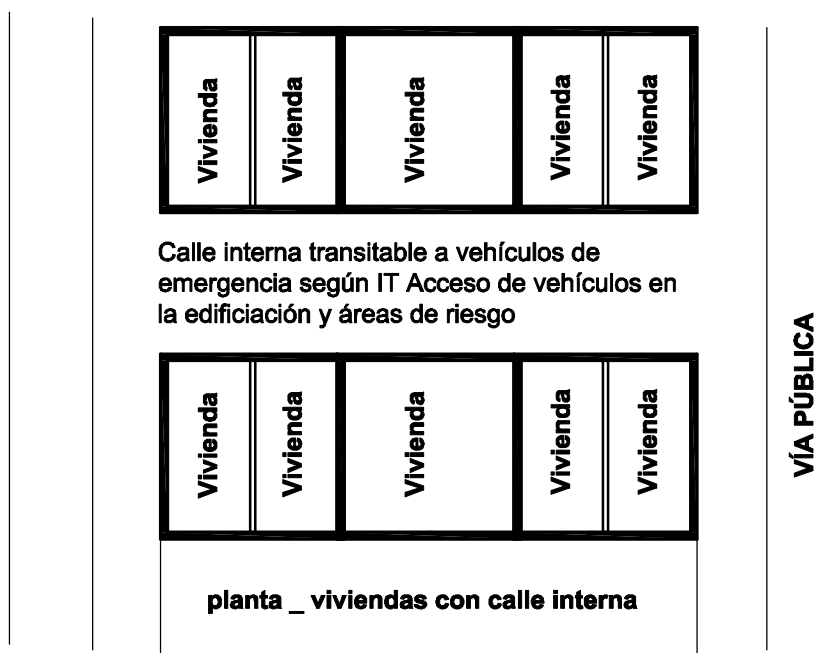 Vivienda
Vivienda
Vivienda
Vivienda
Vivienda
Calle interna transitable a vehículos de
emergencia según IT Acceso de vehículos en
la edificiación y áreas de riesgo
Vivienda
Vivienda
Vivienda
Vivienda
Vivienda
VÍA PÚBLICA
planta _ viviendas con calle interna